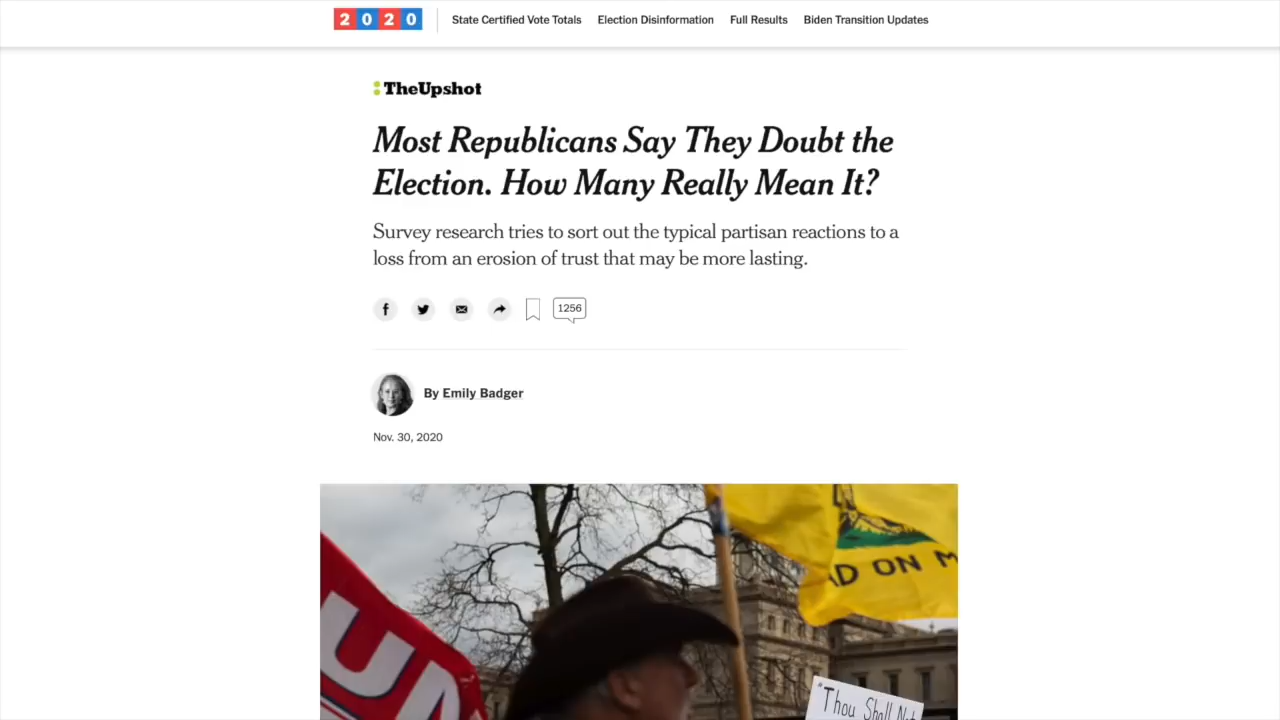 2020
State Certified Vote Totals Election Disinformation Full Results Biden Transition Updates
TheUpshot
Most Republicans Say They Doubt the
Election. How Many Really Mean It?
Survey research tries to sort out the typical partisan reactions to a
loss from an erosion of trust that may be more lasting.
1256
By Emily Badger
Nov. 30, 2020
D ON M
UM
"Thou Shall Not